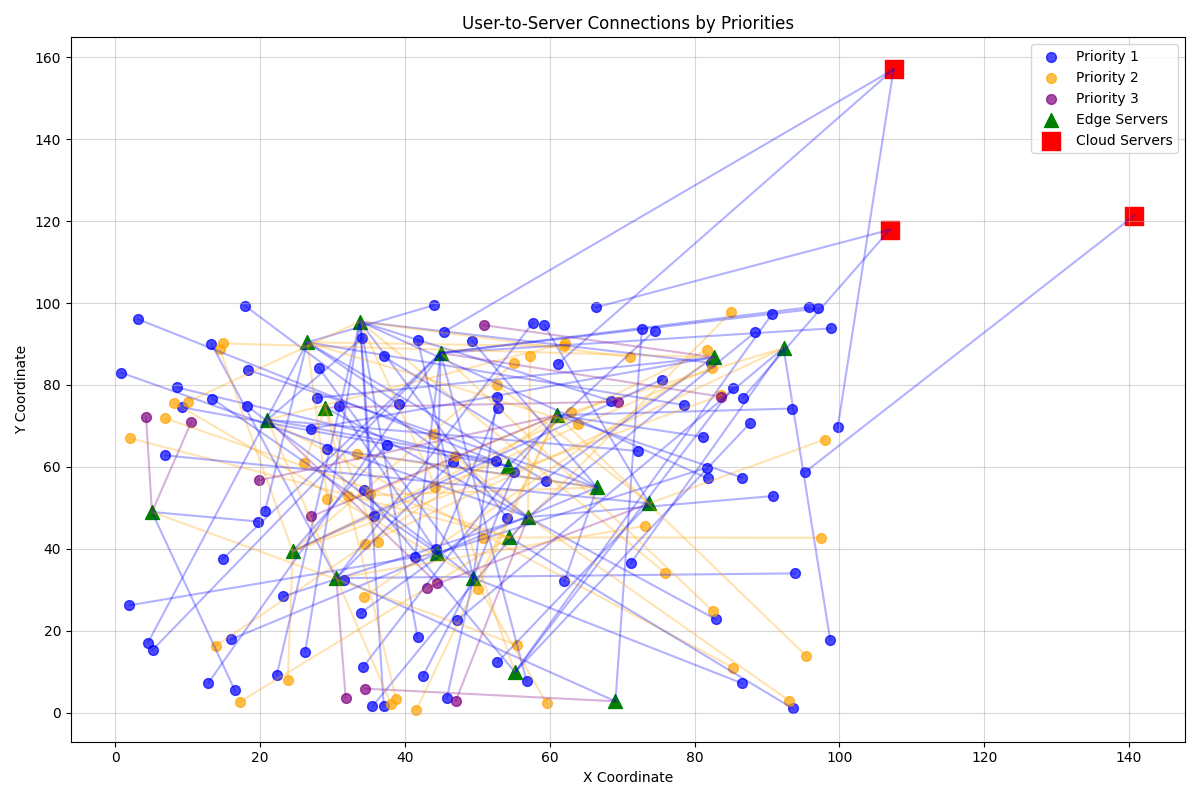 User-to-Server Connections by Priorities
Priority 1
Priority 2
Priority 3
Edge Servers
Cloud Servers
Y Coordinate
160
140
120
100
80
60
40
20
0
0 20 40 60 80 100 120 140
X Coordinate